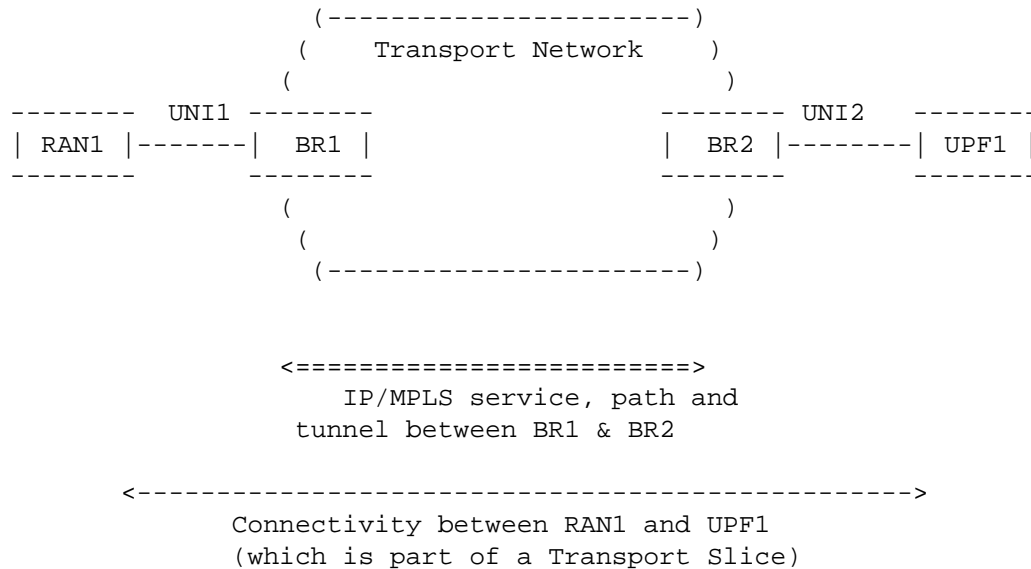 (-----------------------)
( Transport Network )
( )
-------- UNI1 -------- -------- UNI2 --------
| RAN1 |-------| BR1 | | BR2 |--------| UPF1 |
-------- -------- -------- --------
( )
( )
(-----------------------)
<=========================>
IP/MPLS service, path and
tunnel between BR1 & BR2
<------------------------------------------------->
Connectivity between RAN1 and UPF1
(which is part of a Transport Slice)